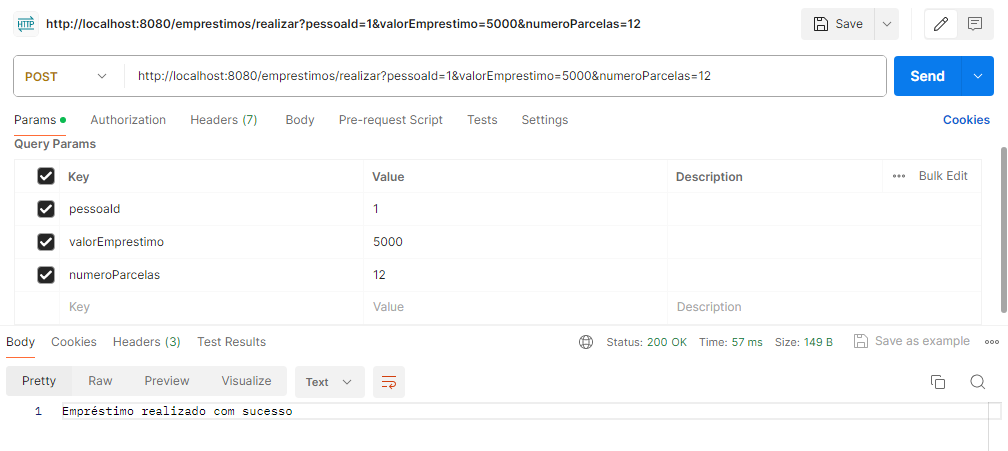 HTTP http://localhost:8080/emprestimos/realizar?pessoaId=1&valorEmprestimo=5000&numeroParcelas=12 Save
POST http://localhost:8080/emprestimos/realizar?pessoaId=1&valorEmprestimo=5000&numeroParcelas=12 Send
Params Authorization Headers (7) Body Pre-request Script Tests Settings Cookies
Query Params
Key Value Description ••• Bulk Edit
pessoaId 1
valorEmprestimo 5000
numeroParcelas 12
Key Value Description
Body Cookies Headers (3) Test Results Status: 200 OK Time: 57 ms Size: 149 B Save as example
Pretty Raw Preview Visualize Text
1 Empréstimo realizado com sucesso